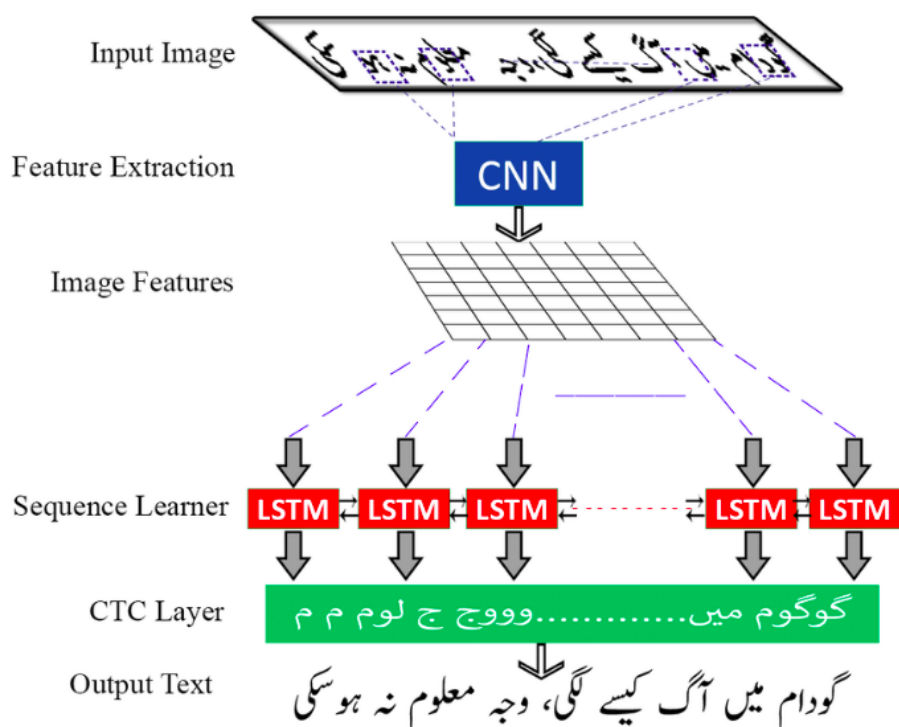 Input Image
Feature Extraction
CNN
Image Features
Sequence Learner
LSTM LSTM LSTM LSTM LSTM
CTC Layer
گوگوم میں.............وووج ج لوم م م
Output Text
گودام میں آگ کیسے لگی، وجہ معلوم نہ ہوسکی